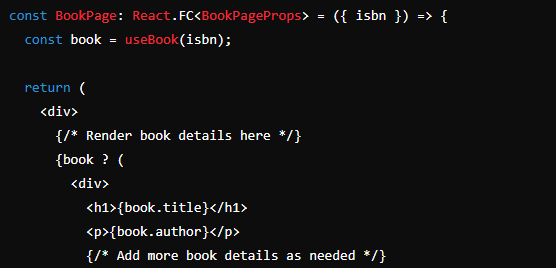 const BookPage: React.FC<BookPageProps> = ({ isbn }) => {
  const book = useBook(isbn);

  return (
    <div>
      {/* Render book details here */}
      {book ? (
        <div>
          <h1>{book.title}</h1>
          <p>{book.author}</p>
          {/* Add more book details as needed */}